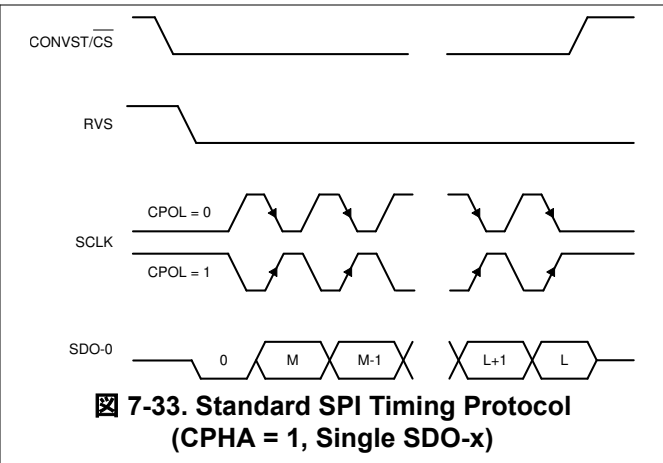 CONVST/CS
RVS
CPOL = 0
SCLK
CPOL = 1
SDO-0
0 M M-1 L+1 L
図 7-33. Standard SPI Timing Protocol
(CPHA = 1, Single SDO-x)